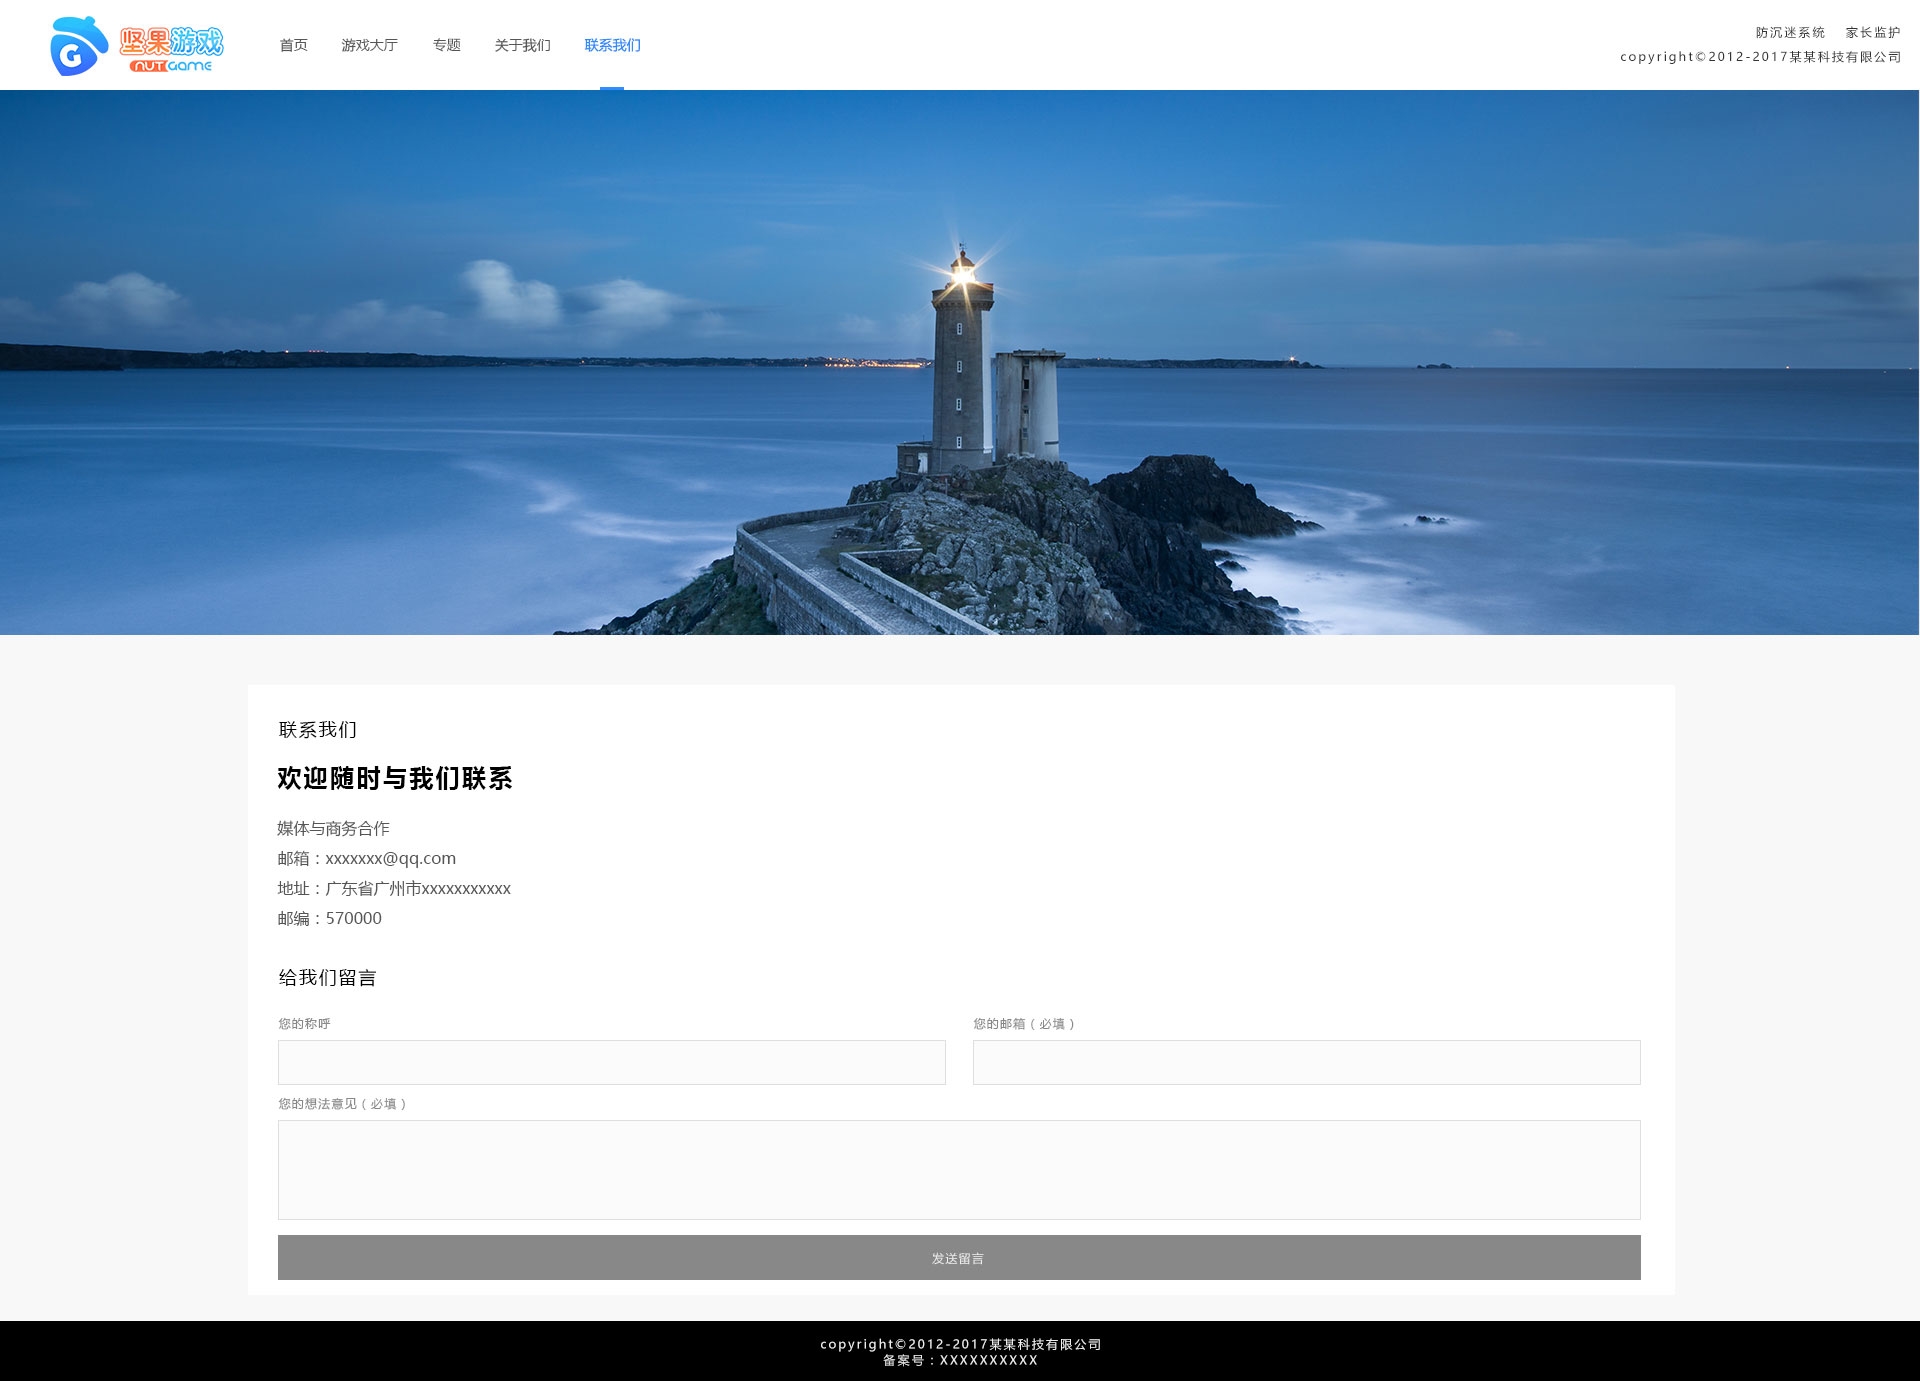 坚果游戏
NUTGAME
首页 游戏大厅 专题 关于我们 联系我们
防沉迷系统 家长监护
copyright©2012-2017某某科技有限公司
联系我们
欢迎随时与我们联系
媒体与商务合作
邮箱：xxxxxxx@qq.com
地址：广东省广州市xxxxxxxxxxx
邮编：570000
给我们留言
您的称呼 您的邮箱（必填）
您的想法意见（必填）
发送留言
copyright©2012-2017某某科技有限公司
备案号：XXXXXXXXXX